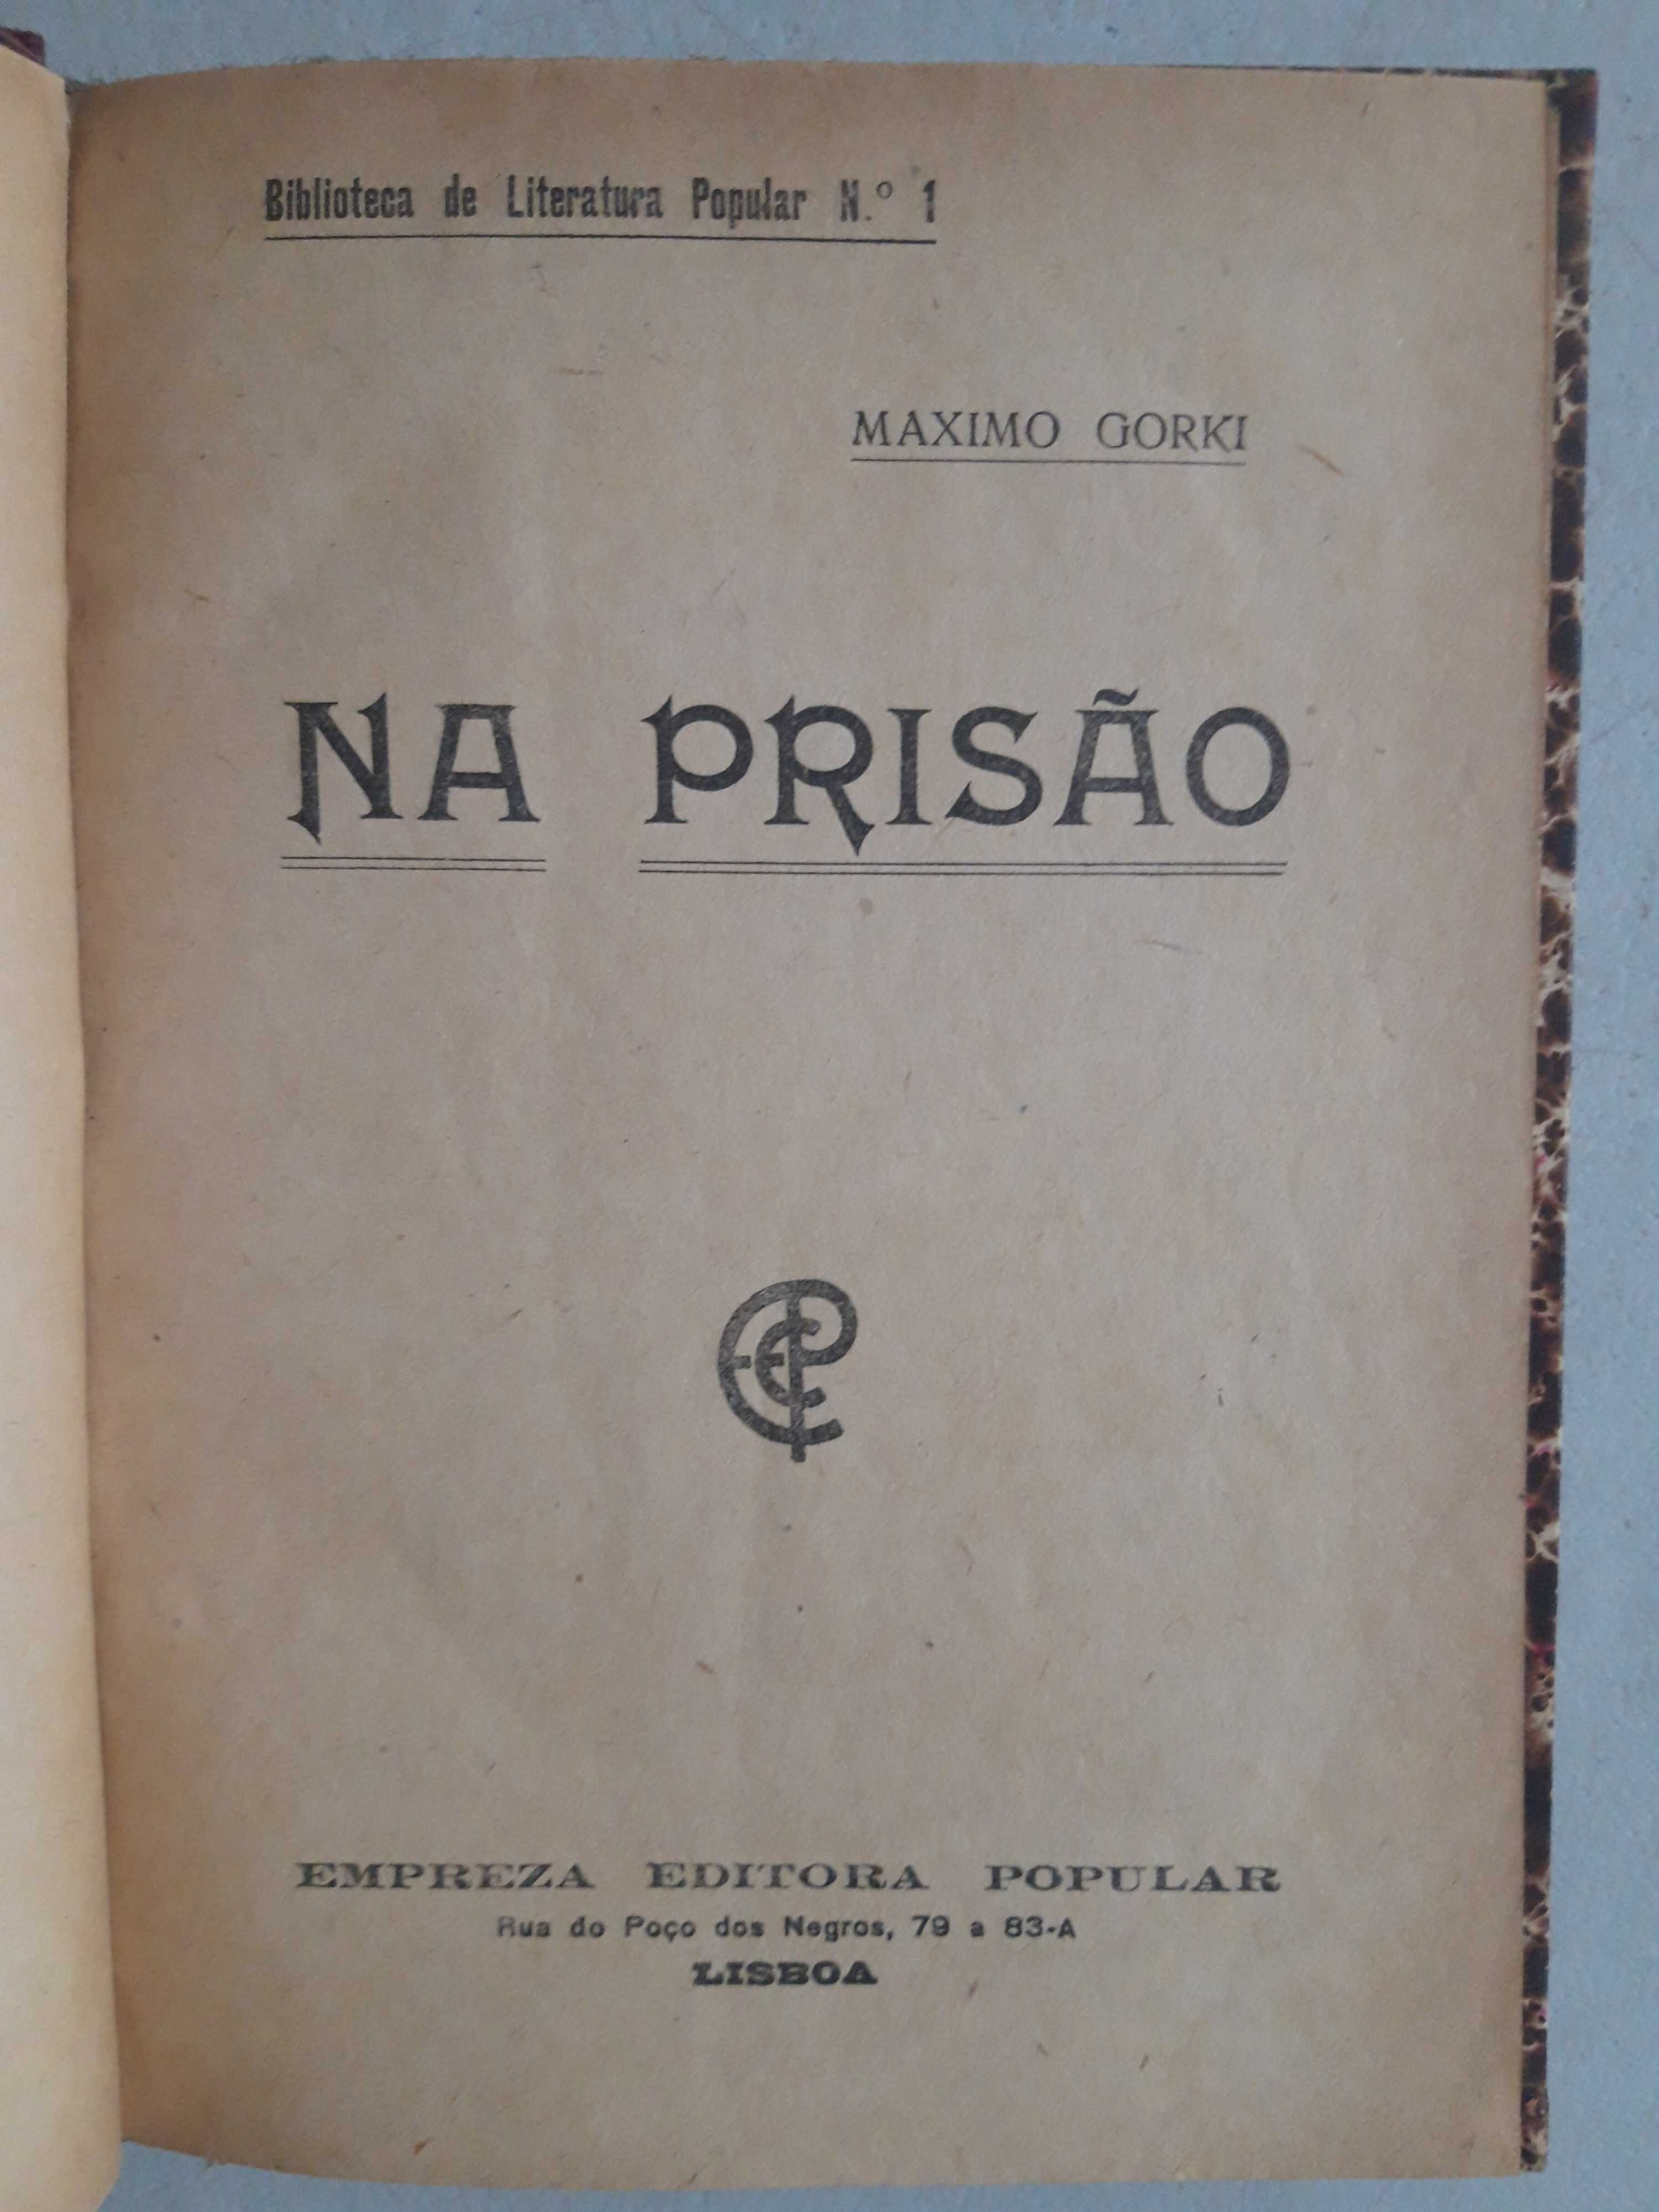 Biblioteca de Literatura Popular N.º 1
MAXIMO GORKI
NA PRISÃO
EEP
EMPREZA EDITORA POPULAR
Rua do Poço dos Negros, 79 a 83-A
LISBOA